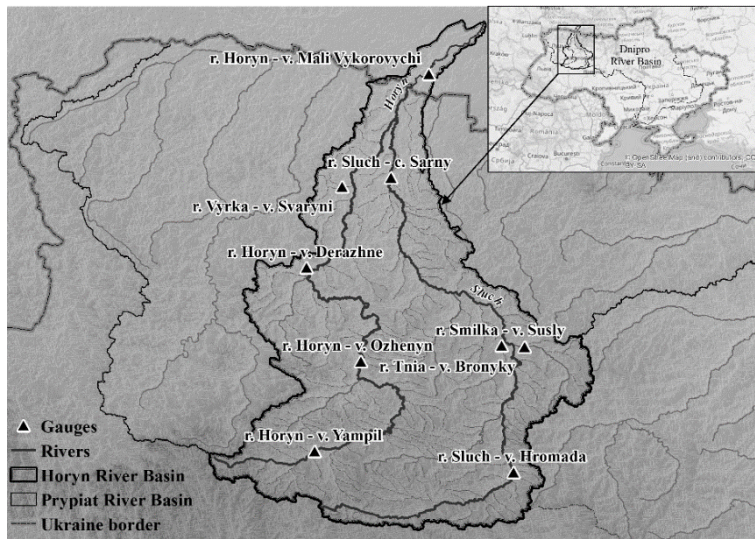 r. Horyn - v. Mali Vykorovychi
Horyn
r. Sluch - c. Sarny
r. Vyrka - v. Svaryni
r. Horyn - v. Derazhne
Sluch
r. Smilka - v. Susly
r. Horyn - v. Ozhenyn
r. Tnia - v. Bronyky
r. Horyn - v. Yampil
r. Sluch - v. Hromada
Gauges
Rivers
Horyn River Basin
Prypiat River Basin
Ukraine border
Dnipro
River Basin
OpenStreetMap (and) contributors, CC-
BY-SA